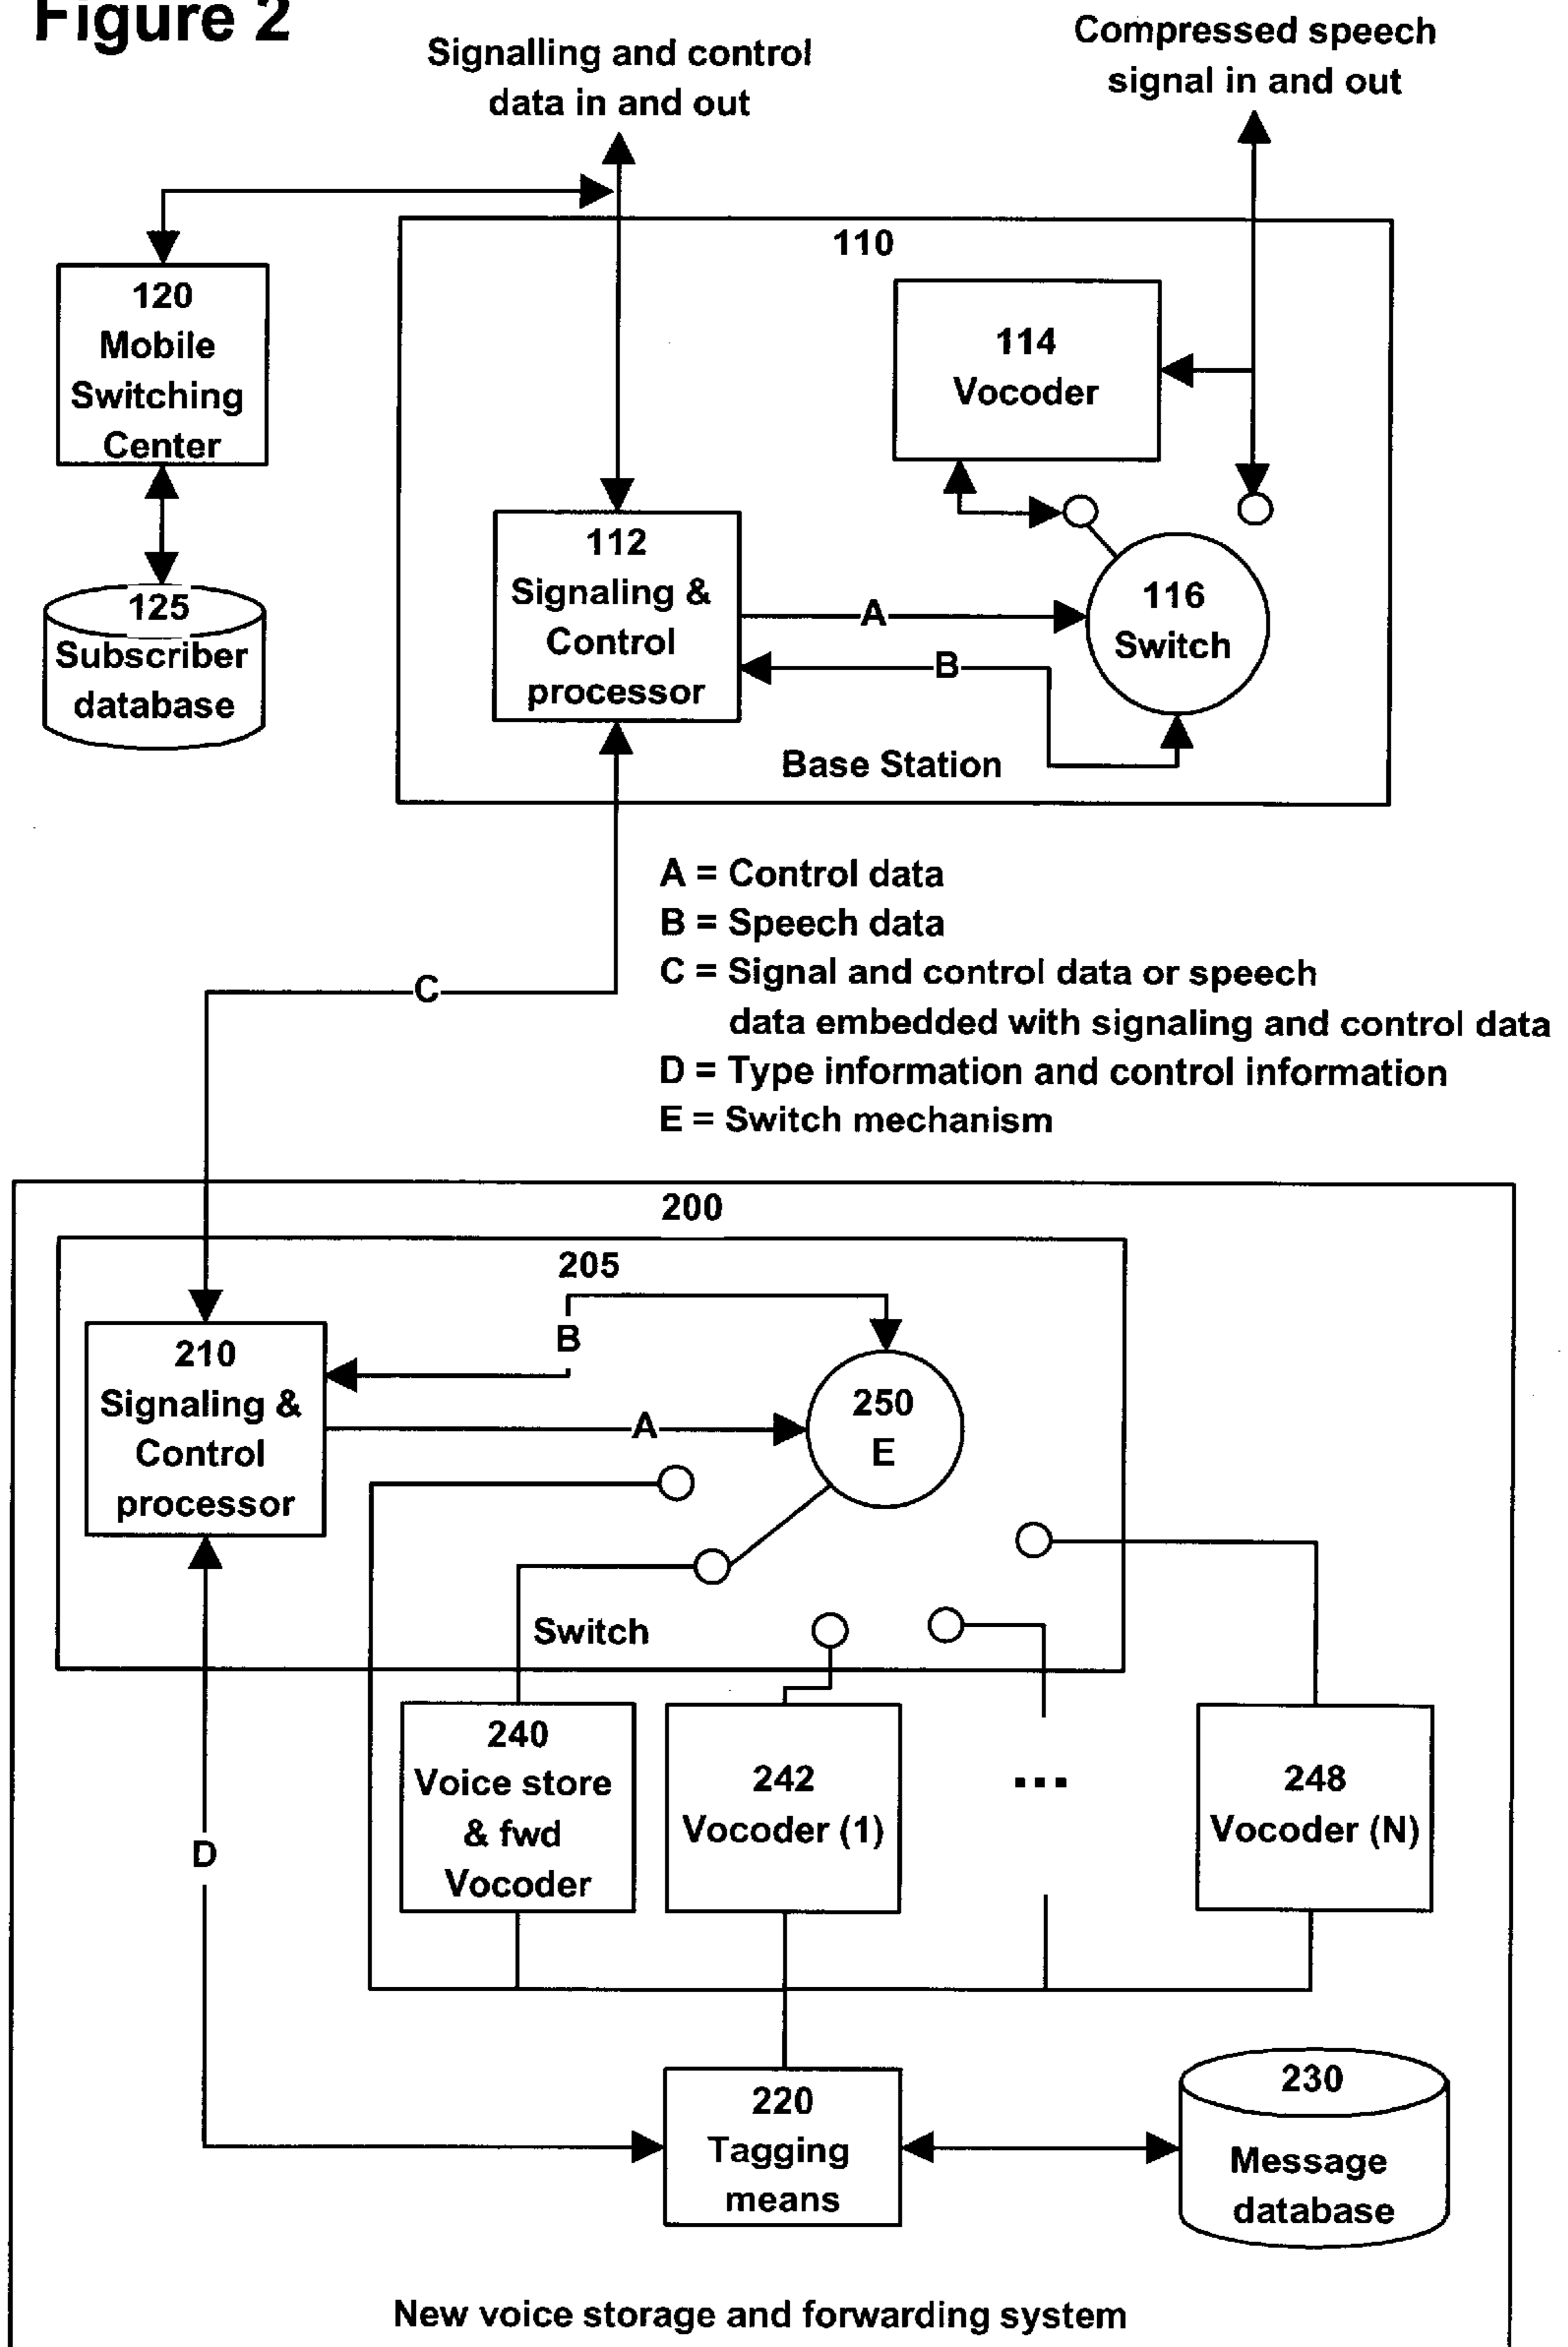 Figure 2
Signalling and control
data in and out
Compressed speech
signal in and out
110
120
Mobile
Switching
Center
114
Vocoder
112
Signaling &
Control
processor
A
B
116
Switch
125
Subscriber
database
Base Station
A = Control data
B = Speech data
C = Signal and control data or speech
data embedded with signaling and control data
D = Type information and control information
E = Switch mechanism
C
200
205
B
210
Signaling &
Control
processor
A
250
E
Switch
240
Voice store
& fwd
Vocoder
242
Vocoder (1)
...
248
Vocoder (N)
D
220
Tagging
means
230
Message
database
New voice storage and forwarding system